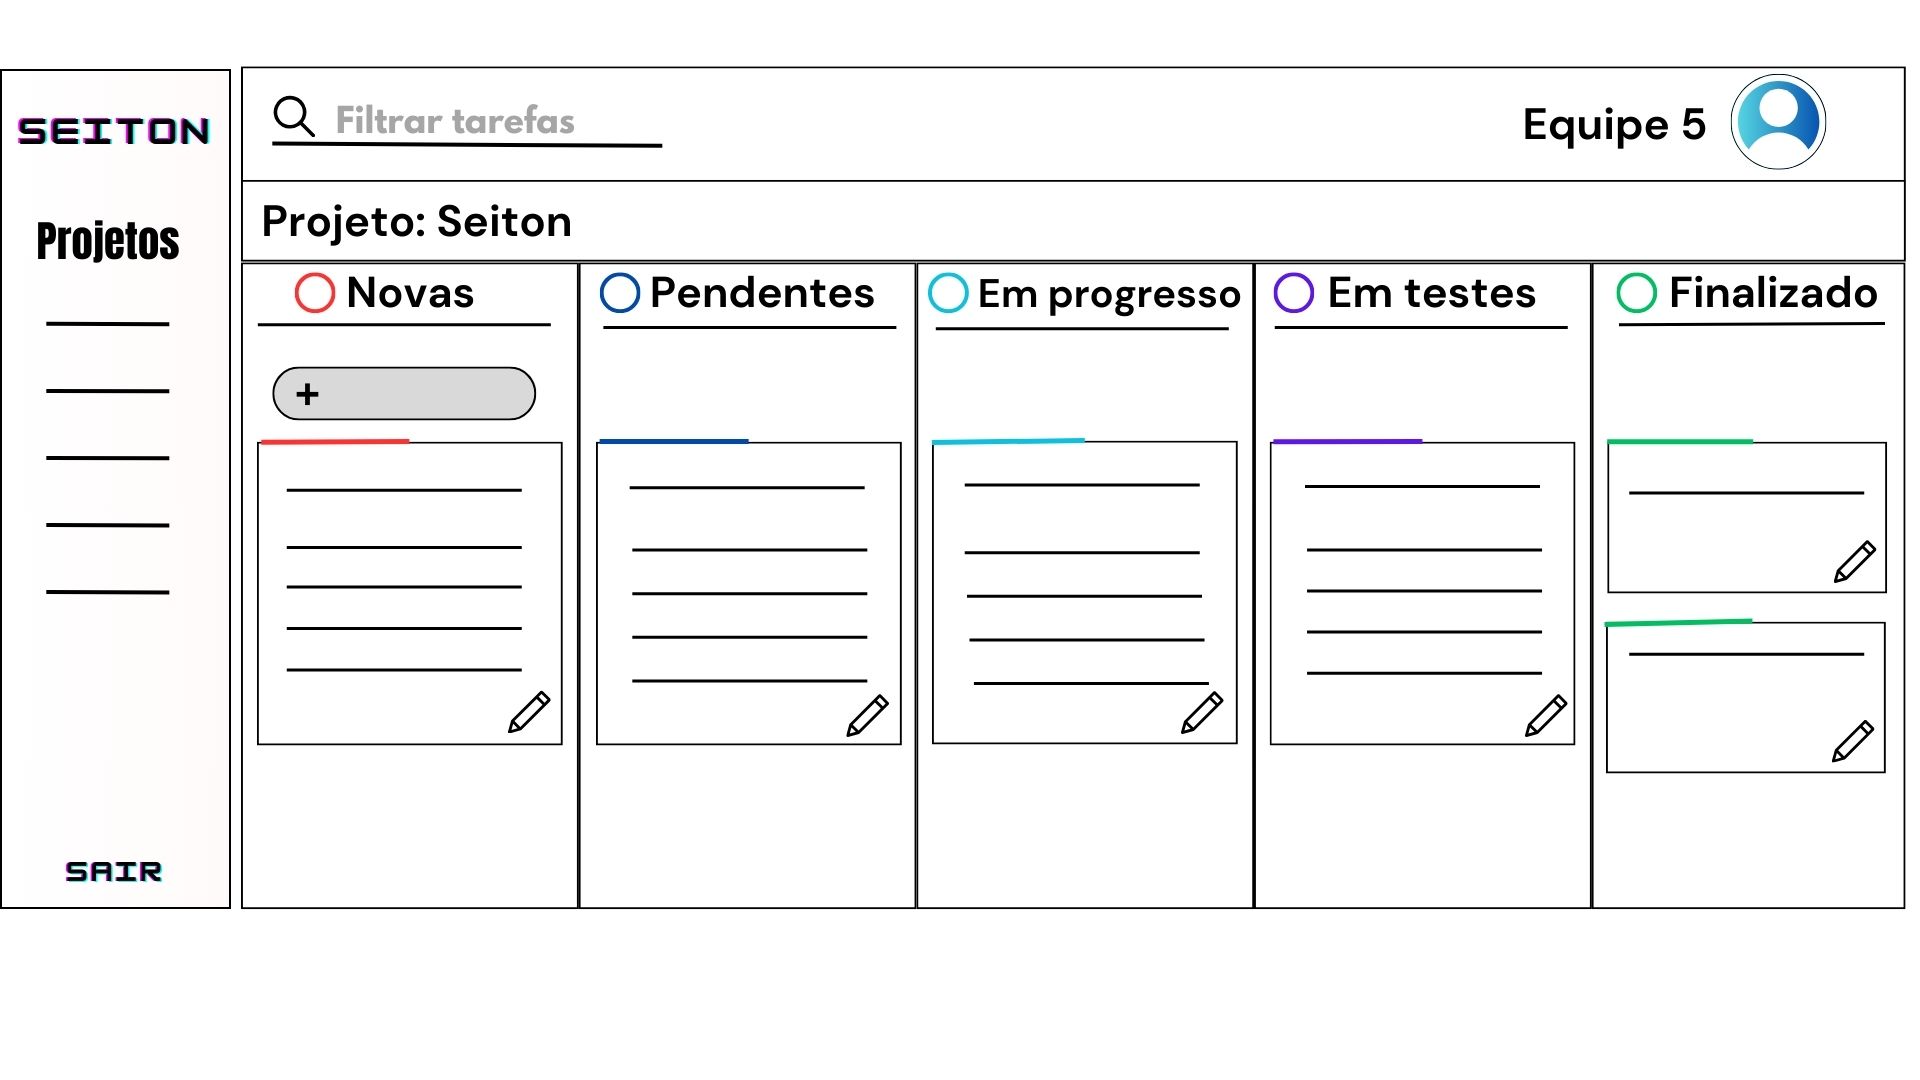 SEITON
Projetos
SAIR
Filtrar tarefas
Equipe 5
Projeto: Seiton
Novas
Pendentes
Em progresso
Em testes
Finalizado
+